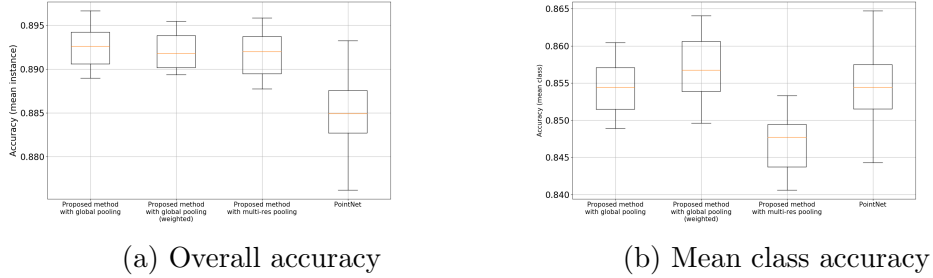 Accuracy (mean instance)
0.895
0.890
0.885
0.880
Proposed method
with global pooling
Proposed method
with global pooling
(weighted)
Proposed method
with multi-res pooling
PointNet
(a) Overall accuracy
Accuracy (mean class)
0.865
0.860
0.855
0.850
0.845
0.840
Proposed method
with global pooling
Proposed method
with global pooling
(weighted)
Proposed method
with multi-res pooling
PointNet
(b) Mean class accuracy